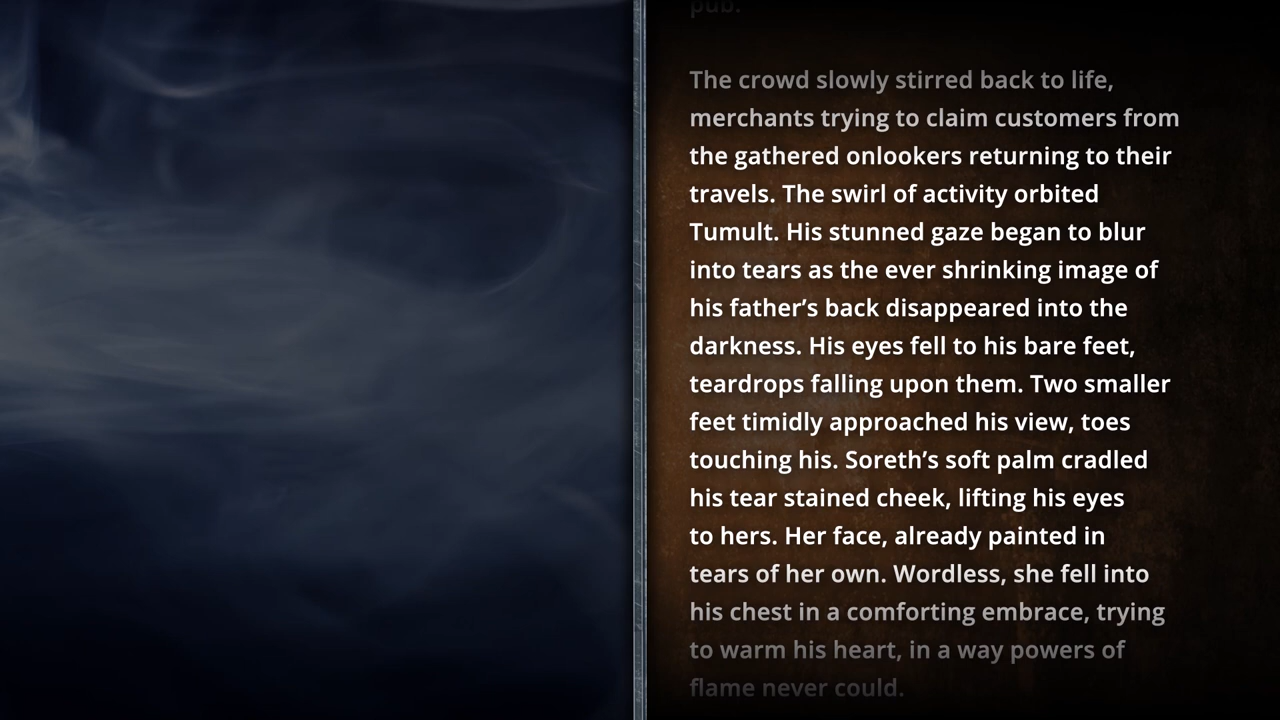 pub.
The crowd slowly stirred back to life,
merchants trying to claim customers from
the gathered onlookers returning to their
travels. The swirl of activity orbited
Tumult. His stunned gaze began to blur
into tears as the ever shrinking image of
his father’s back disappeared into the
darkness. His eyes fell to his bare feet,
teardrops falling upon them. Two smaller
feet timidly approached his view, toes
touching his. Soreth’s soft palm cradled
his tear stained cheek, lifting his eyes
to hers. Her face, already painted in
tears of her own. Wordless, she fell into
his chest in a comforting embrace, trying
to warm his heart, in a way powers of
flame never could.